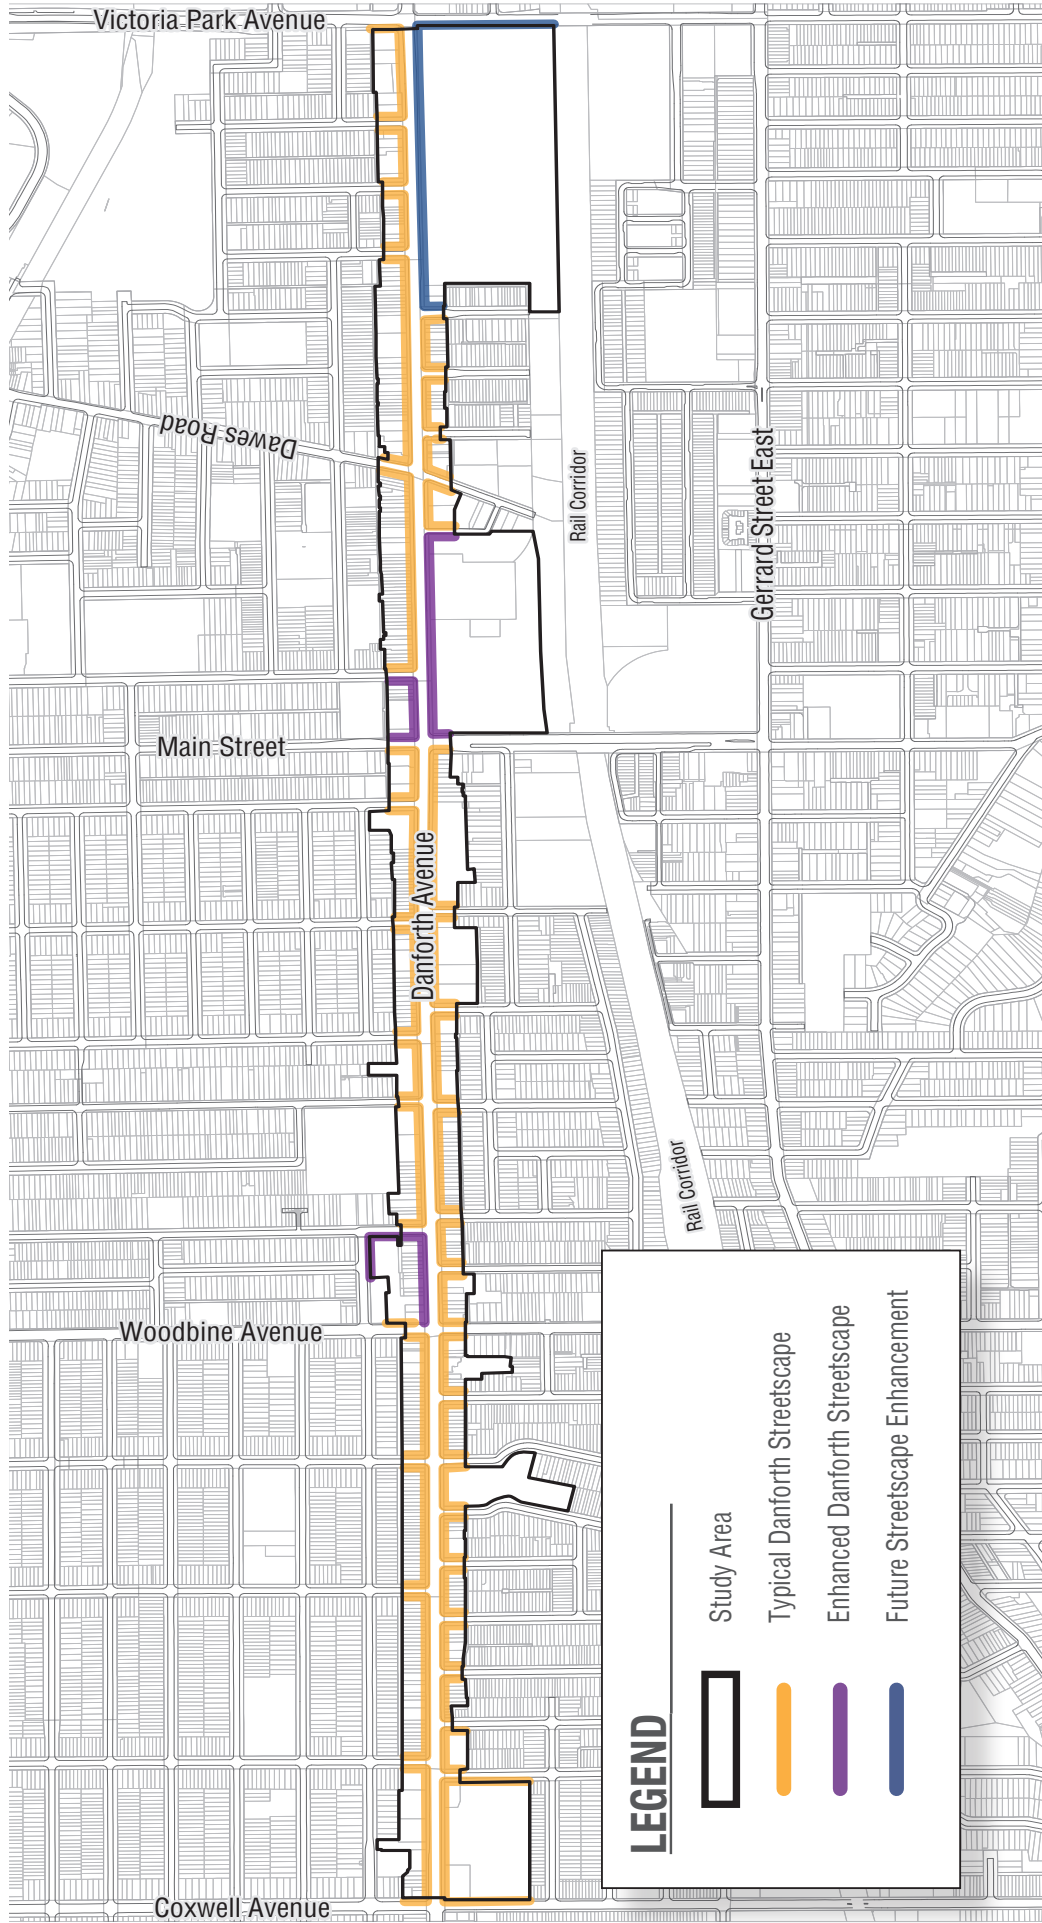 Victoria Park Avenue
Dawes Road
Rail Corridor
Gerrard Street East
Main Street
Danforth Avenue
Rail Corridor
Woodbine Avenue
Coxwell Avenue
LEGEND
Study Area
Typical Danforth Streetscape
Enhanced Danforth Streetscape
Future Streetscape Enhancement